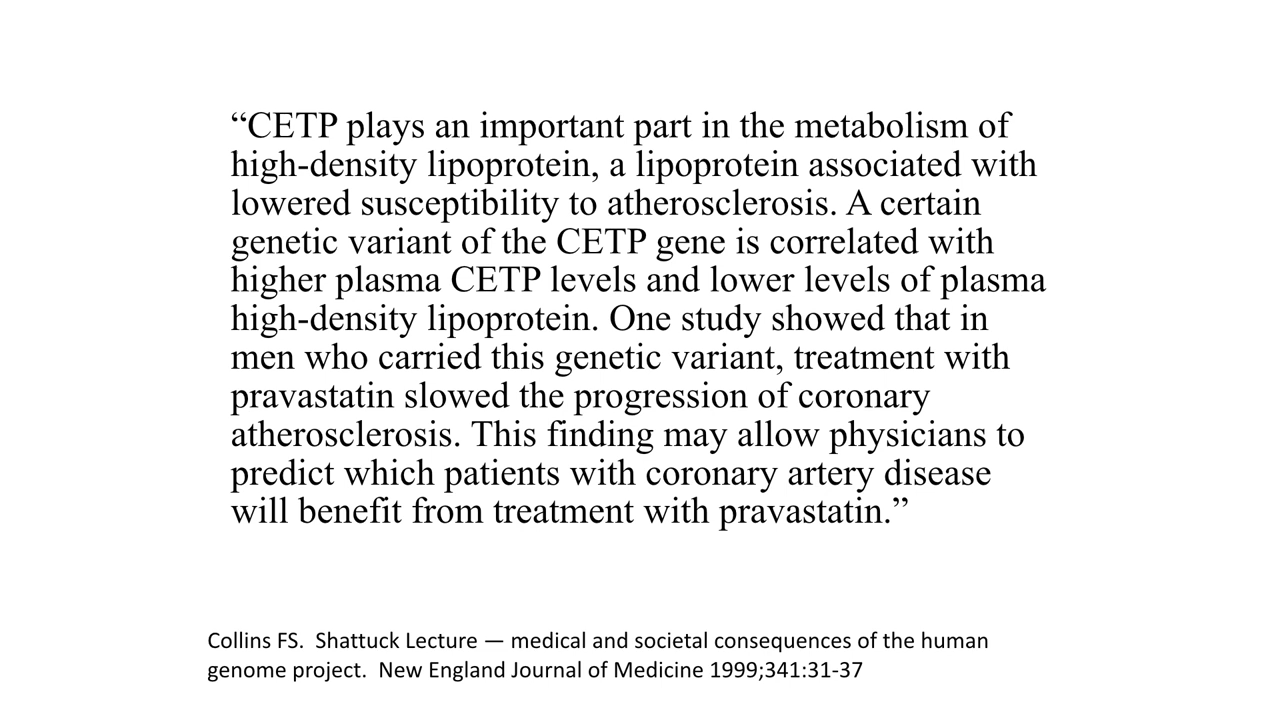 “CETP plays an important part in the metabolism of
high-density lipoprotein, a lipoprotein associated with
lowered susceptibility to atherosclerosis. A certain
genetic variant of the CETP gene is correlated with
higher plasma CETP levels and lower levels of plasma
high-density lipoprotein. One study showed that in
men who carried this genetic variant, treatment with
pravastatin slowed the progression of coronary
atherosclerosis. This finding may allow physicians to
predict which patients with coronary artery disease
will benefit from treatment with pravastatin.”
Collins FS.  Shattuck Lecture — medical and societal consequences of the human
genome project.  New England Journal of Medicine 1999;341:31-37